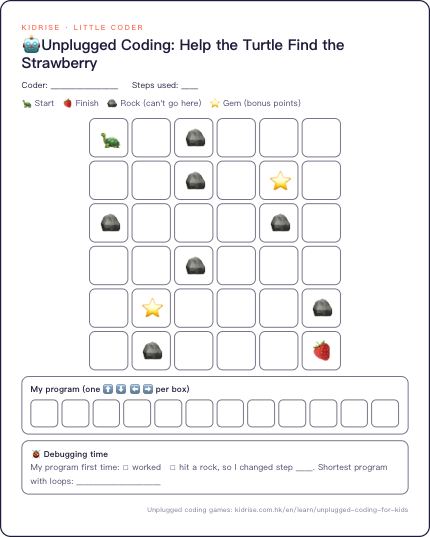 KIDRISE · LITTLE CODER
Unplugged Coding: Help the Turtle Find the
Strawberry
Coder: ________________ Steps used: ____
Start Finish Rock (can't go here) Gem (bonus points)
My program (one ⬆️ ⬇️ ⬅️ ➡️ per box)
Debugging time
My program first time: □ worked □ hit a rock, so I changed step ____. Shortest program
with loops: ____________________
Unplugged coding games: kidrise.com.hk/en/learn/unplugged-coding-for-kids